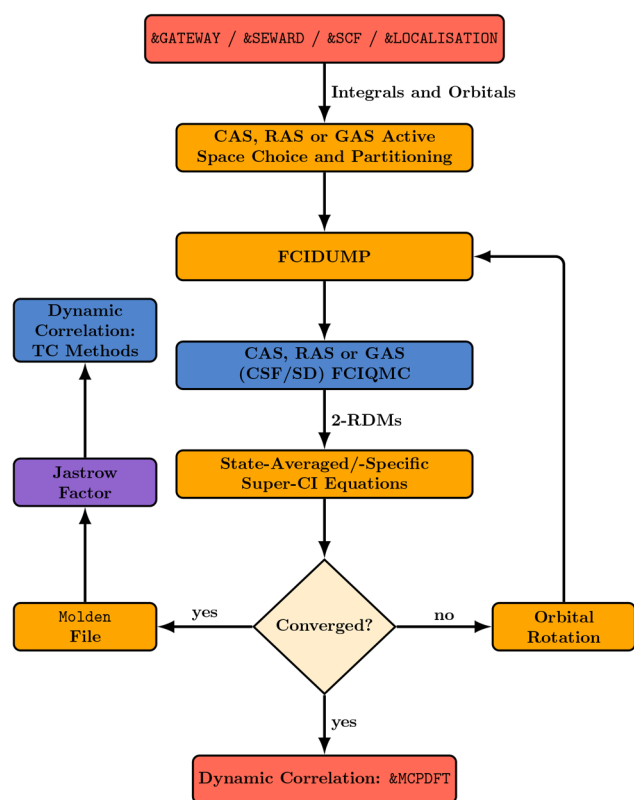 &GATEWAY / &SEWARD / &SCF / &LOCALISATION
Integrals and Orbitals
CAS, RAS or GAS Active
Space Choice and Partitioning
FCIDUMP
Dynamic
Correlation:
TC Methods
CAS, RAS or GAS
(CSF/SD) FCIQMC
2-RDMs
State-Averaged/-Specific
Super-CI Equations
Jastrow
Factor
Converged?
yes
no
Molden
File
Orbital
Rotation
yes
Dynamic Correlation: &MCPDFT